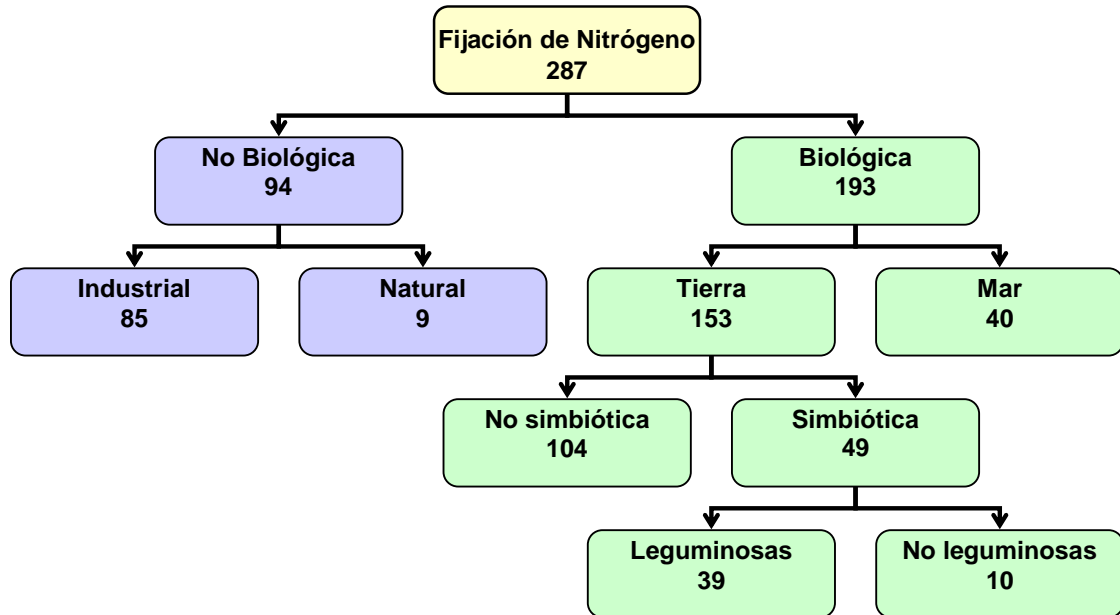 Fijación de Nitrógeno
287
No Biológica
94
Biológica
193
Industrial
85
Natural
9
Tierra
153
Mar
40
No simbiótica
104
Simbiótica
49
Leguminosas
39
No leguminosas
10